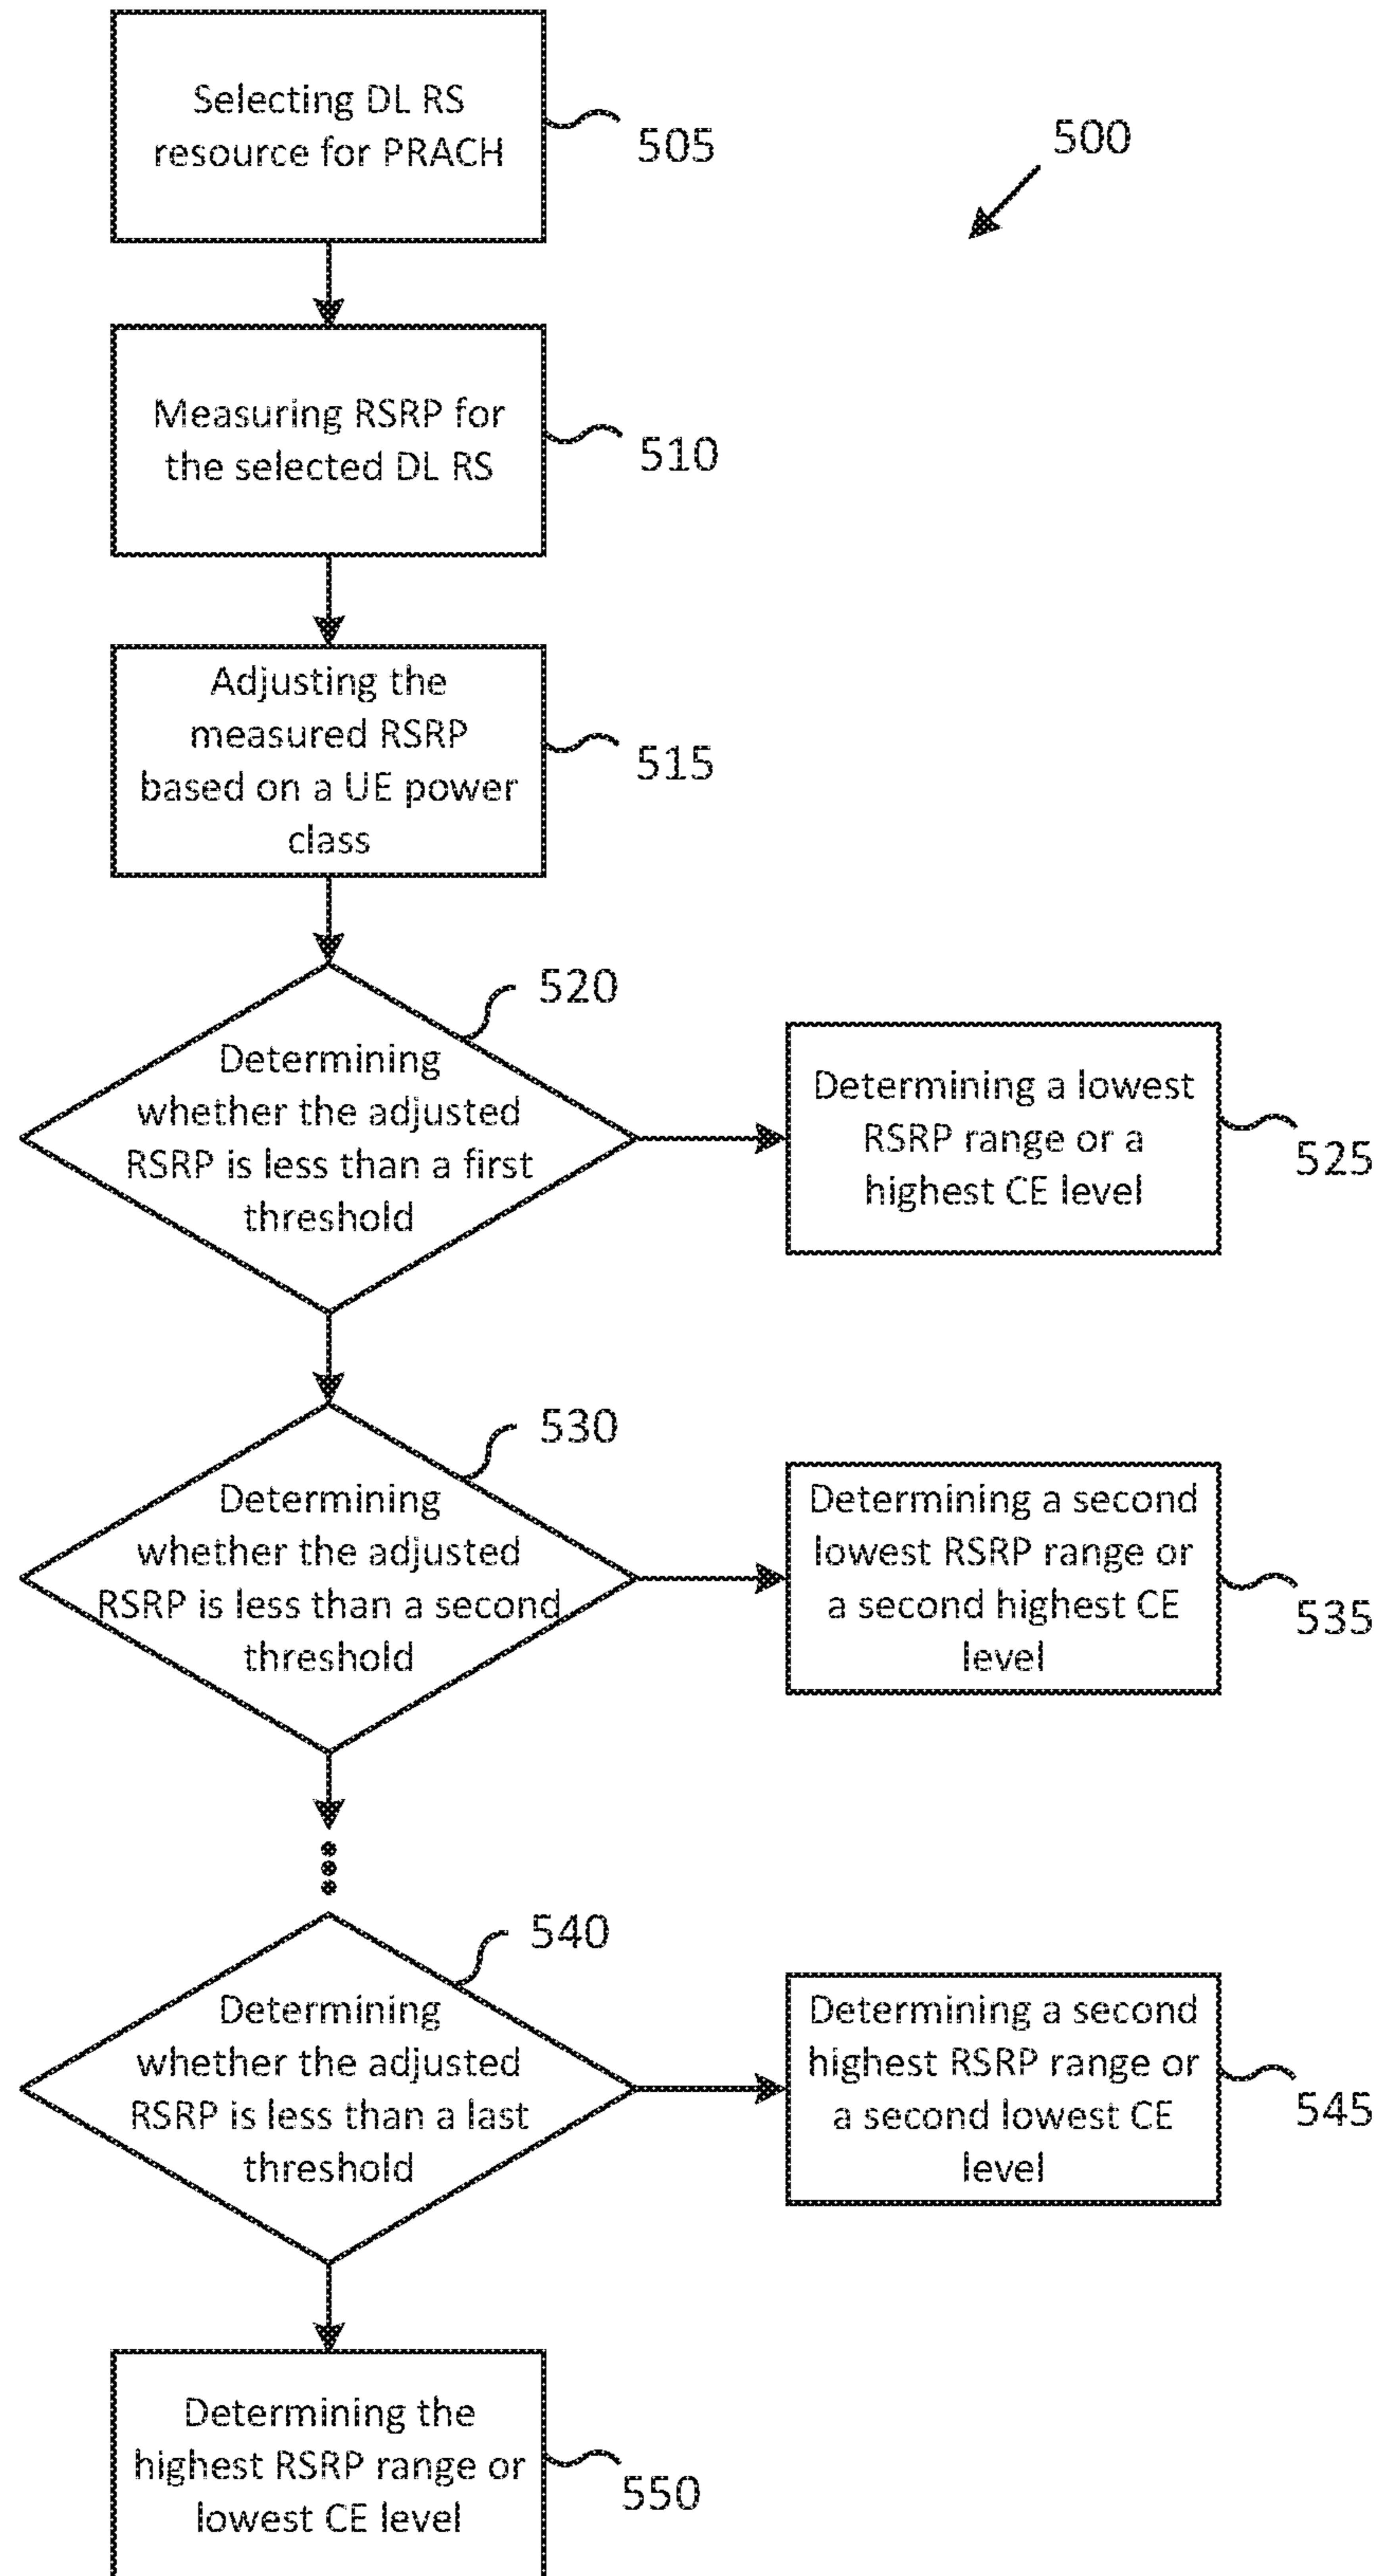 Selecting DL RS
resource for PRACH
505
500
Measuring RSRP for
the selected DL RS
510
Adjusting the
measured RSRP
based on a UE power
class
515
520
Determining
whether the adjusted
RSRP is less than a first
threshold
Determining a lowest
RSRP range or a
highest CE level
525
530
Determining
whether the adjusted
RSRP is less than a second
threshold
Determining a second
lowest RSRP range or
a second highest CE
level
535
540
Determining
whether the adjusted
RSRP is less than a last
threshold
Determining a second
highest RSRP range or
a second lowest CE
level
545
Determining the
highest RSRP range or
lowest CE level
550